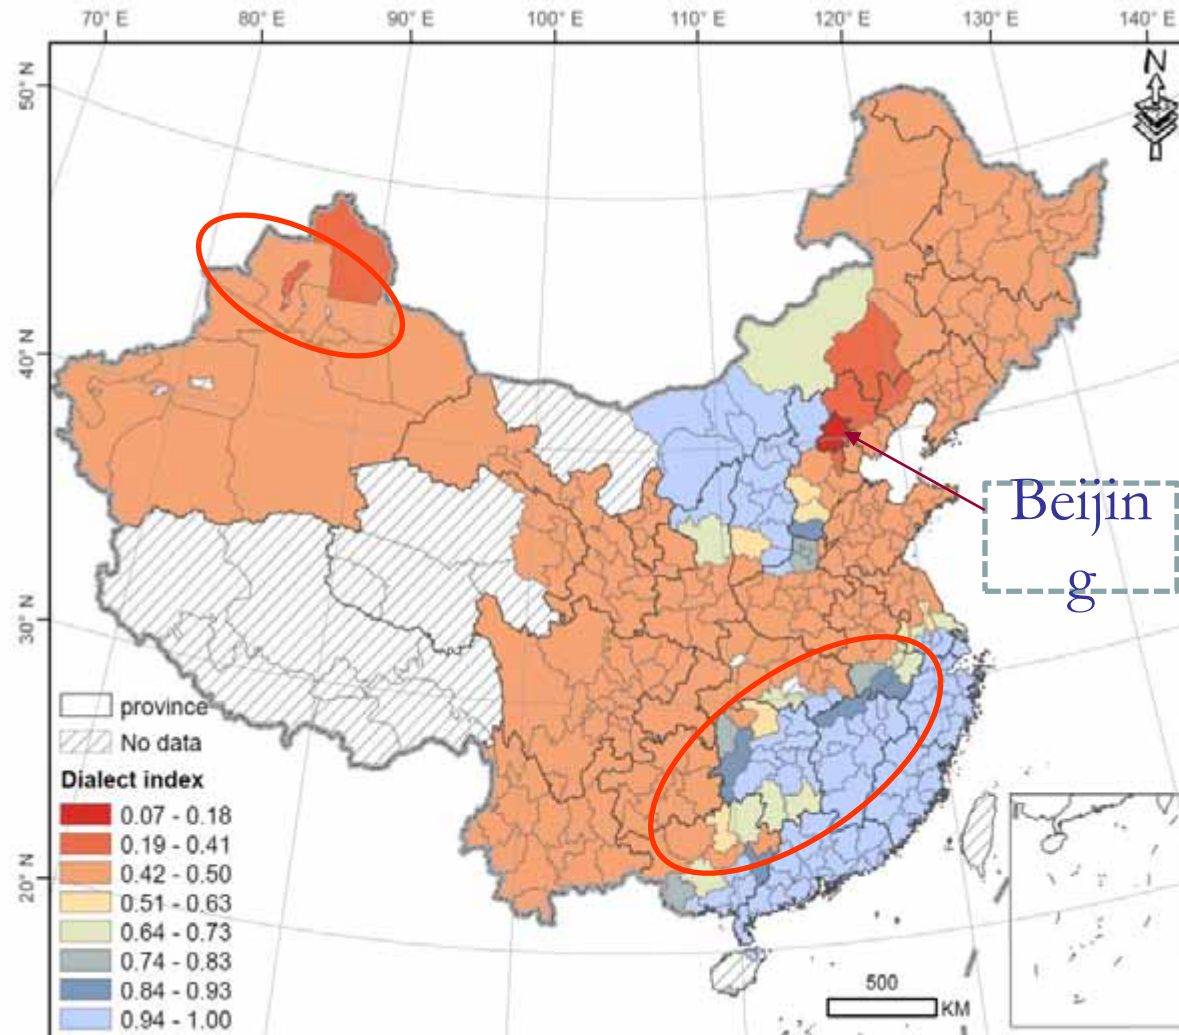 70° E
80° E
90° E
100° E
110° E
120° E
130° E
140° E
50° N
N
40° N
Beijin
g
30° N
province
No data
Dialect index
0.07 - 0.18
0.19 - 0.41
0.42 - 0.50
20° N
0.51 - 0.63
0.64 - 0.73
0.74 - 0.83
0.84 - 0.93
0.94 - 1.00
500
KM